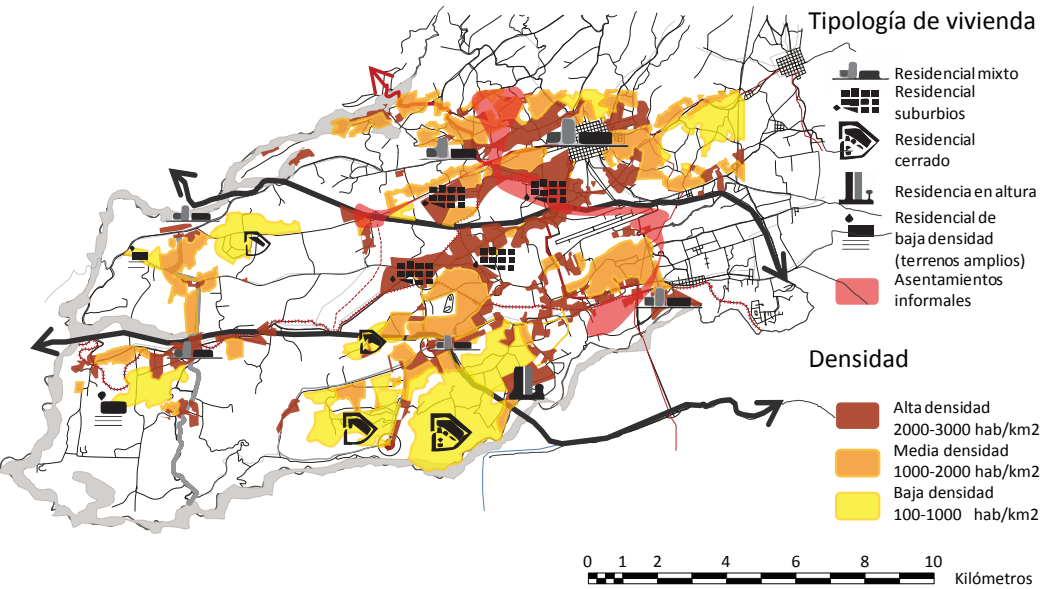 Tipología de vivienda
Residencial mixto
Residencial
suburbios
Residencial
cerrado
Residencia en altura
Residencial de
baja densidad
(terrenos amplios)
Asentamientos
informales
Densidad
Alta densidad
2000-3000 hab/km2
Media densidad
1000-2000 hab/km2
Baja densidad
100-1000 hab/km2
0 1 2 4 6 8 10
Kilómetros